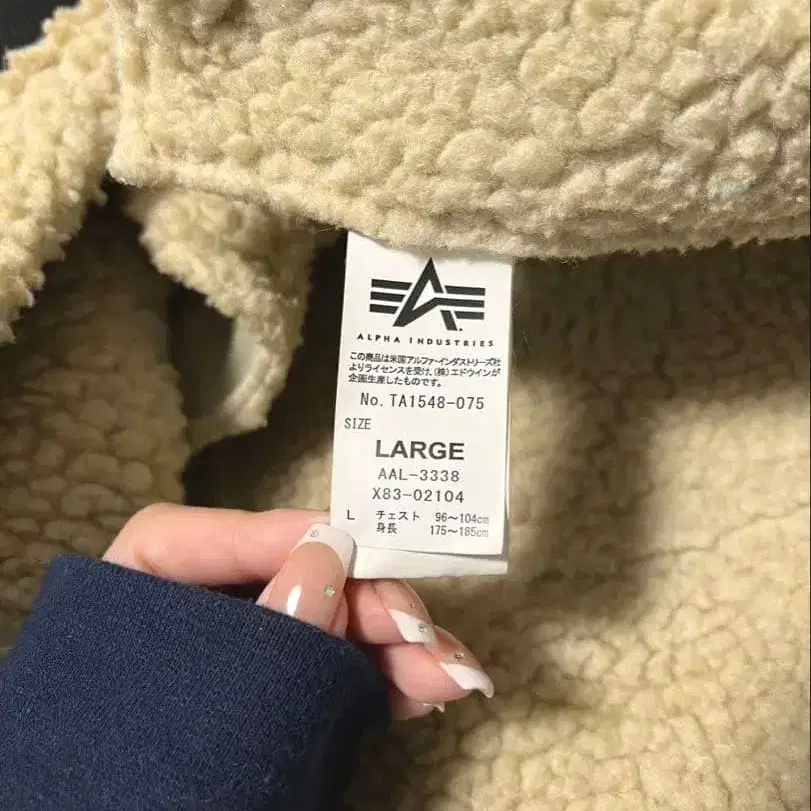 ALPHA INDUSTRIES
この商品は米国アルファ・インダストリーズ社
よりライセンスを受け、(株)エドウインが
企画生産したものです。
No. TA1548-075
SIZE
LARGE
AAL-3338
X83-02104
L チェスト 96〜104cm
身長 175〜185cm